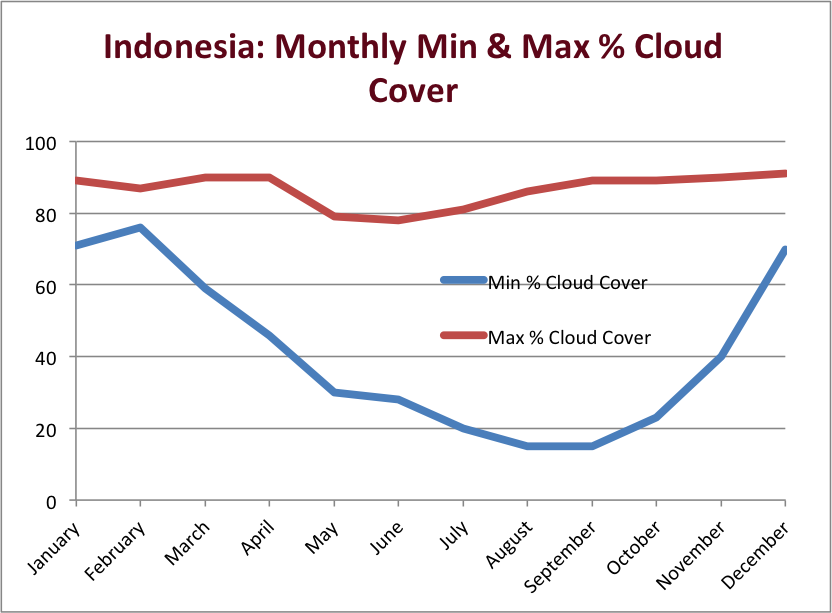 Indonesia: Monthly Min & Max % Cloud
Cover
100
80
60
40
20
0
Min % Cloud Cover
Max % Cloud Cover
January
February
March
April
May
June
July
August
September
October
November
December